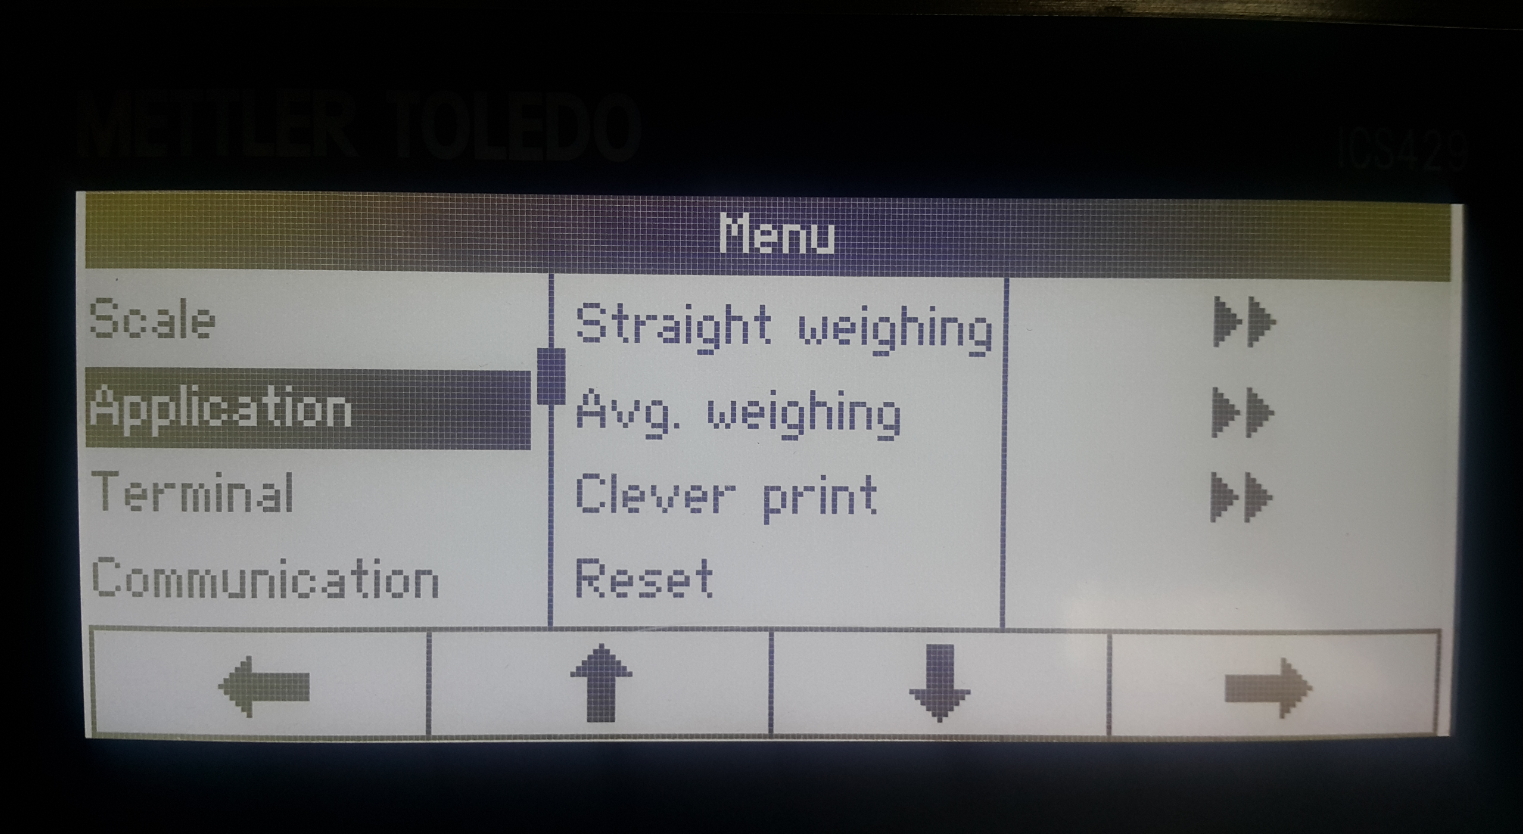 METTLER TOLEDO
ICS429
Menu
Scale
Application
Terminal
Communication
Straight weighing
Avg. weighing
Clever print
Reset